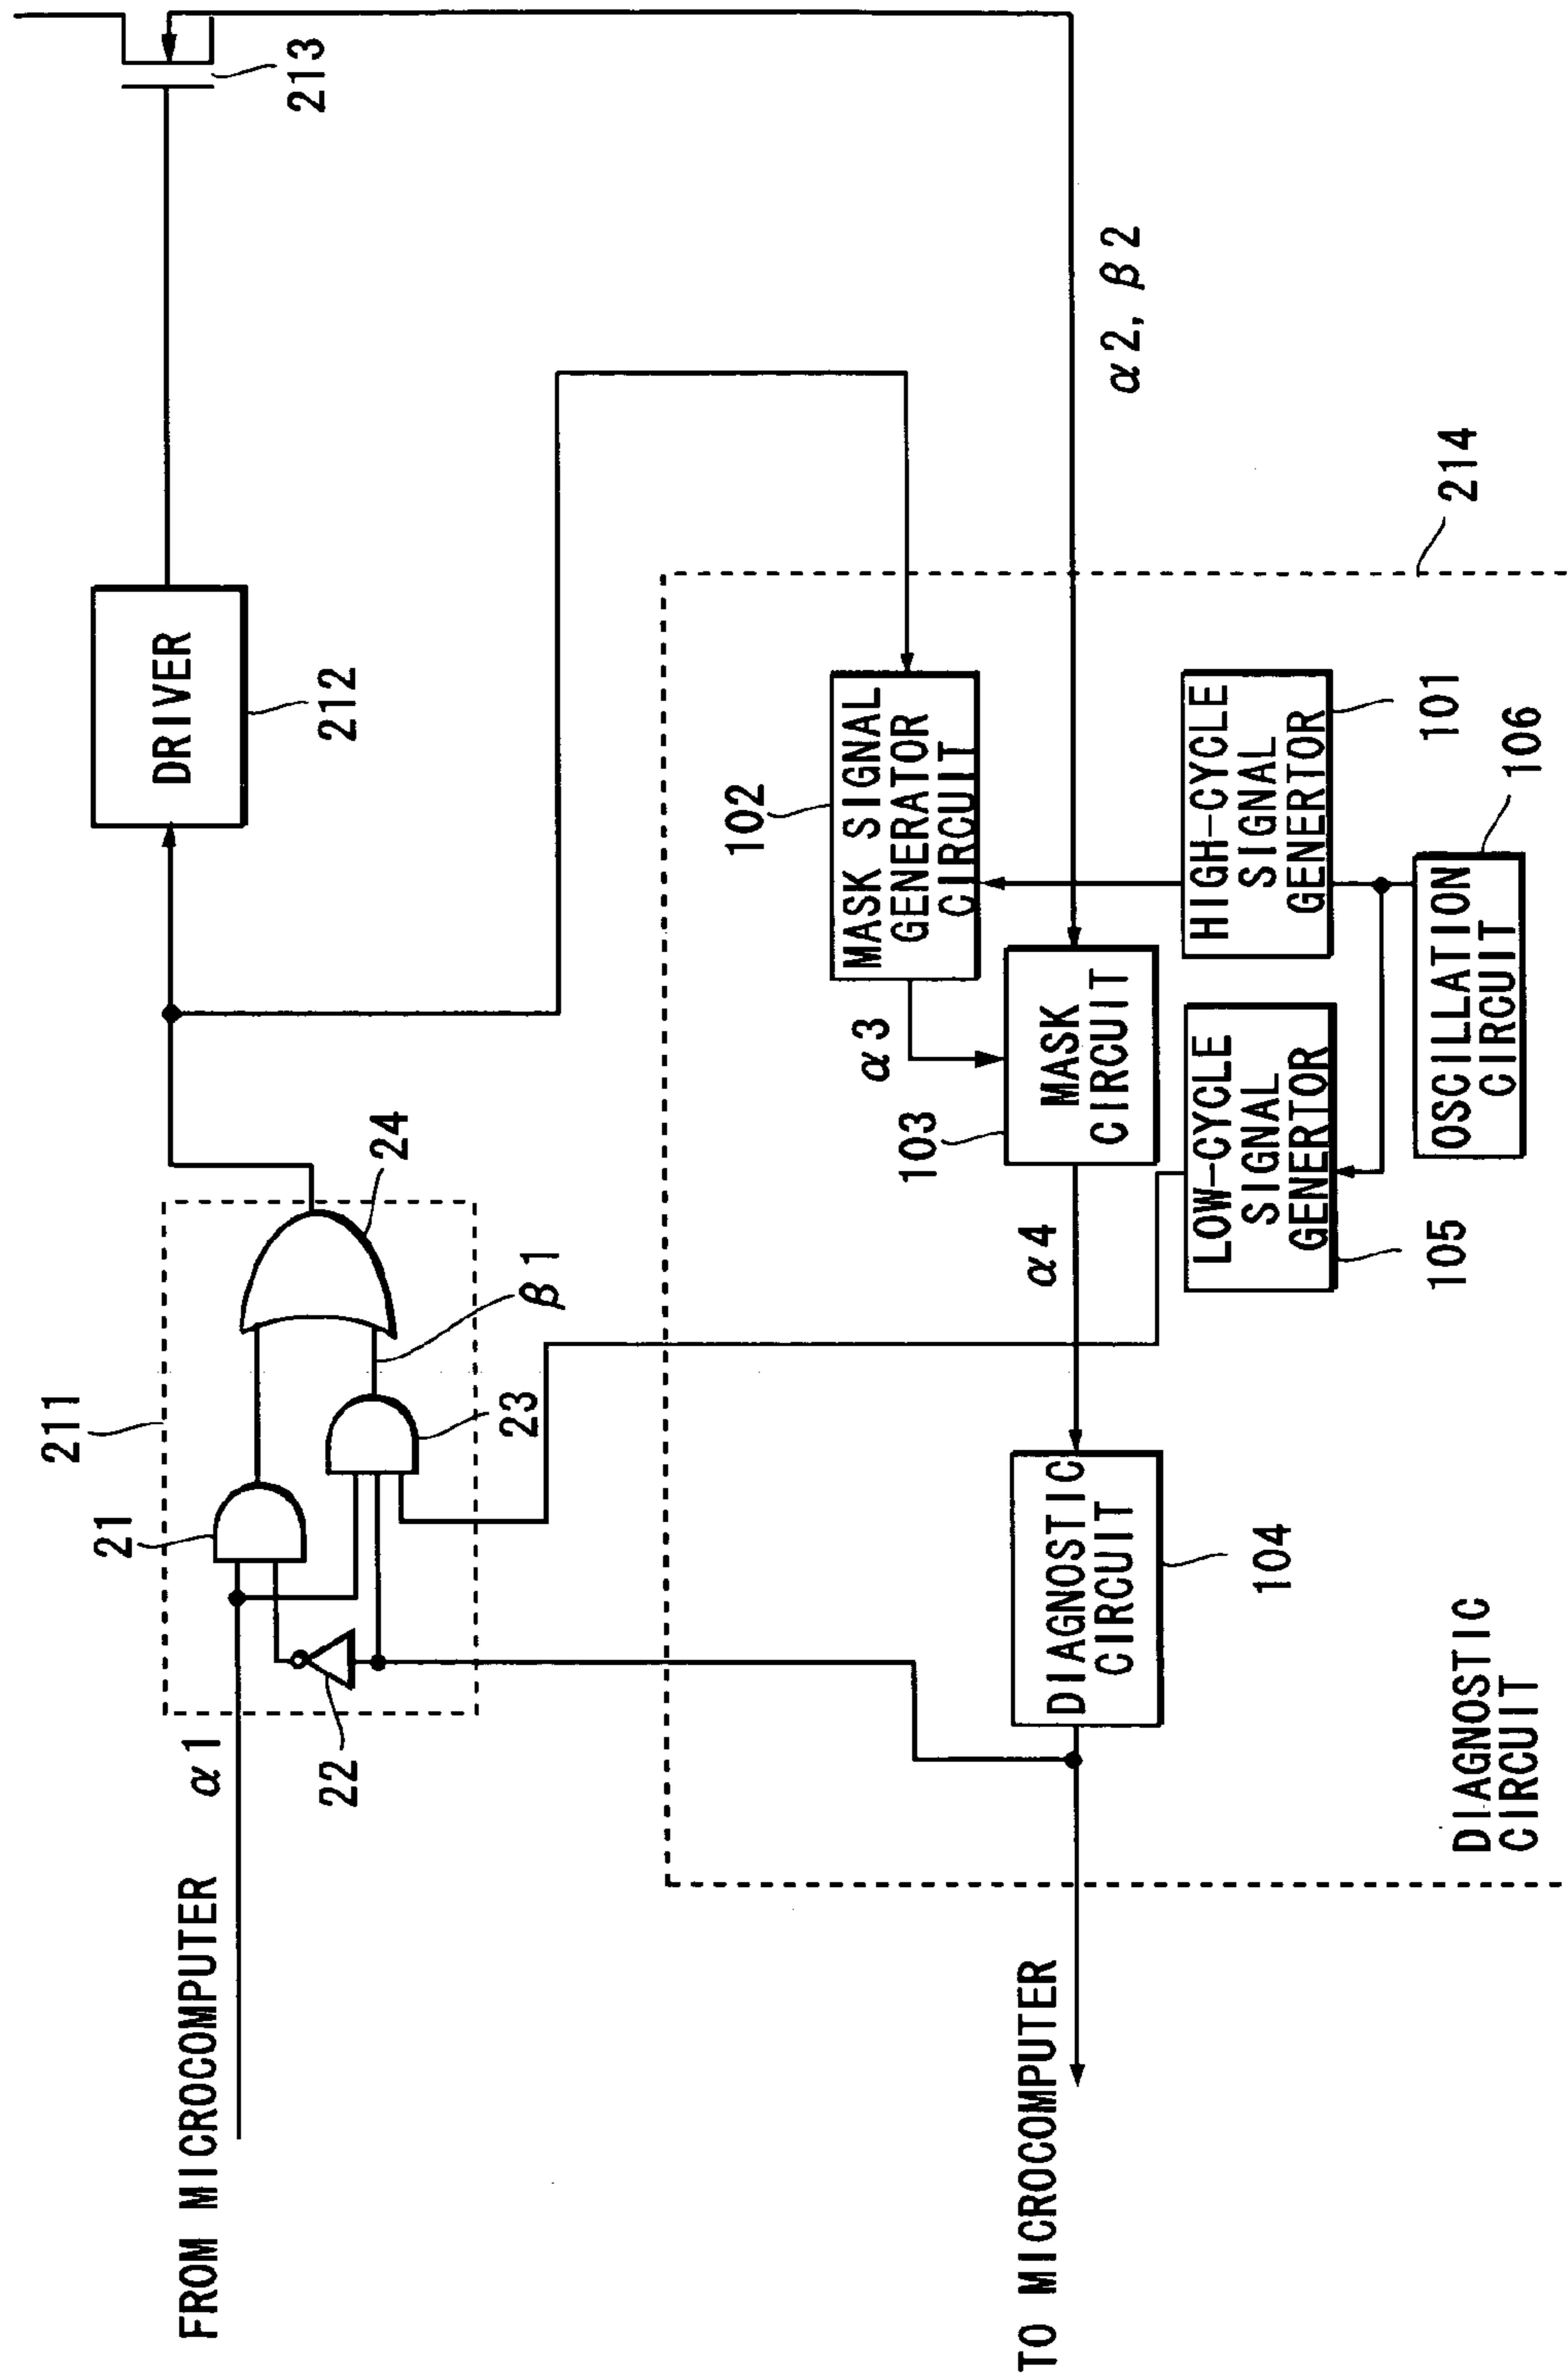 FROM MICROCOMPUTER
α1
211
21
22
23
24
β1
DRIVER
212
213
α2, β2
TO MICROCOMPUTER
DIAGNOSTIC
CIRCUIT
104
α4
MASK
CIRCUIT
103
α3
MASK SIGNAL
GENERATOR
CIRCUIT
102
LOW-CYCLE
SIGNAL
GENERTOR
105
HIGH-CYCLE
SIGNAL
GENERTOR
101
OSCILLATION
CIRCUIT
106
DIAGNOSTIC
CIRCUIT
214